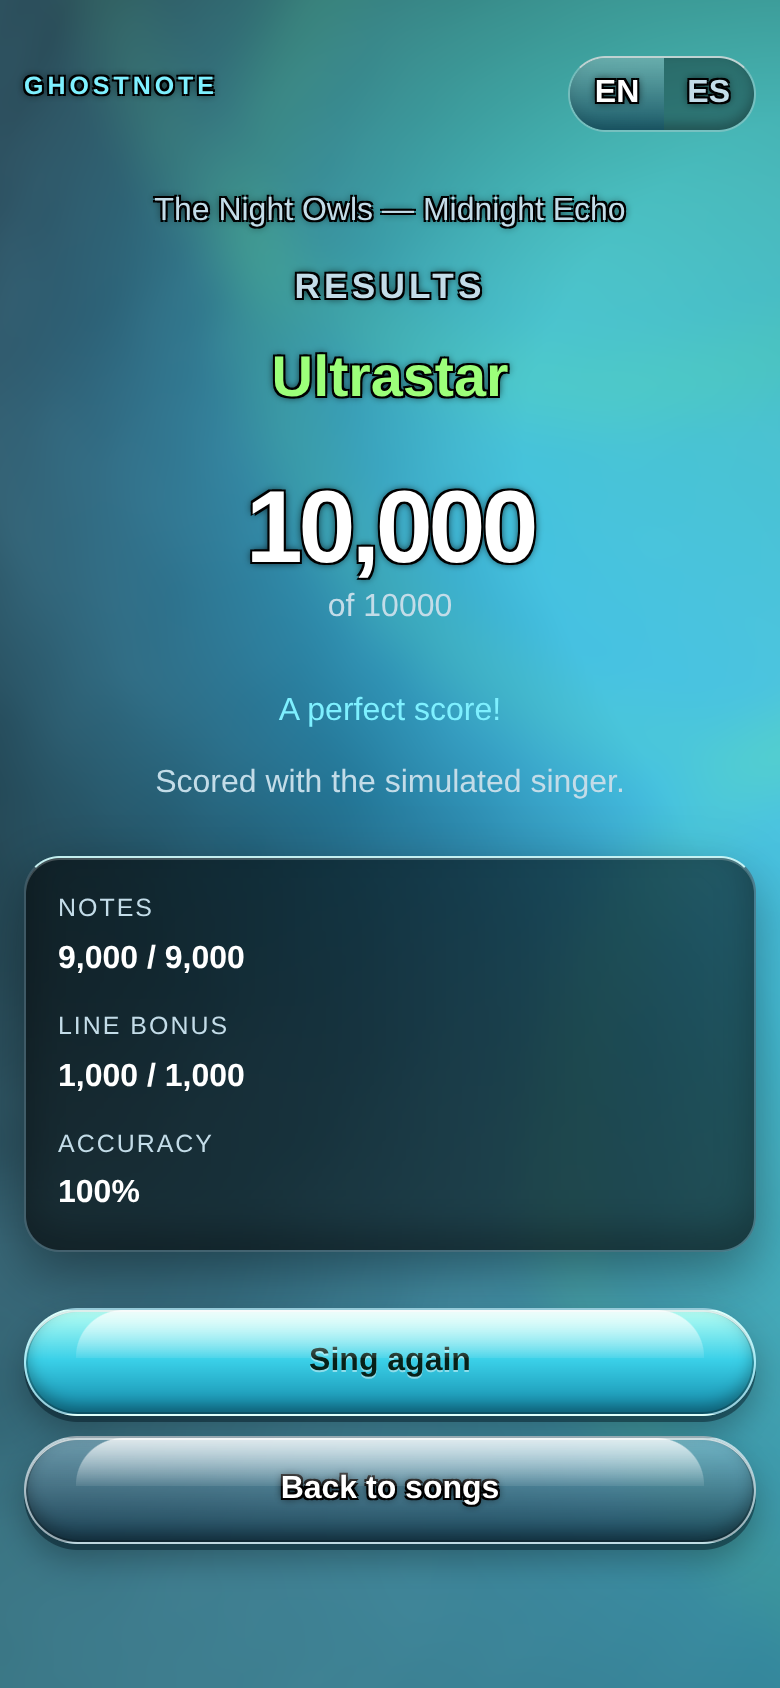 GHOSTNOTE
EN ES
The Night Owls — Midnight Echo
RESULTS
Ultrastar
10,000
of 10000
A perfect score!
Scored with the simulated singer.
NOTES
9,000 / 9,000
LINE BONUS
1,000 / 1,000
ACCURACY
100%
Sing again
Back to songs